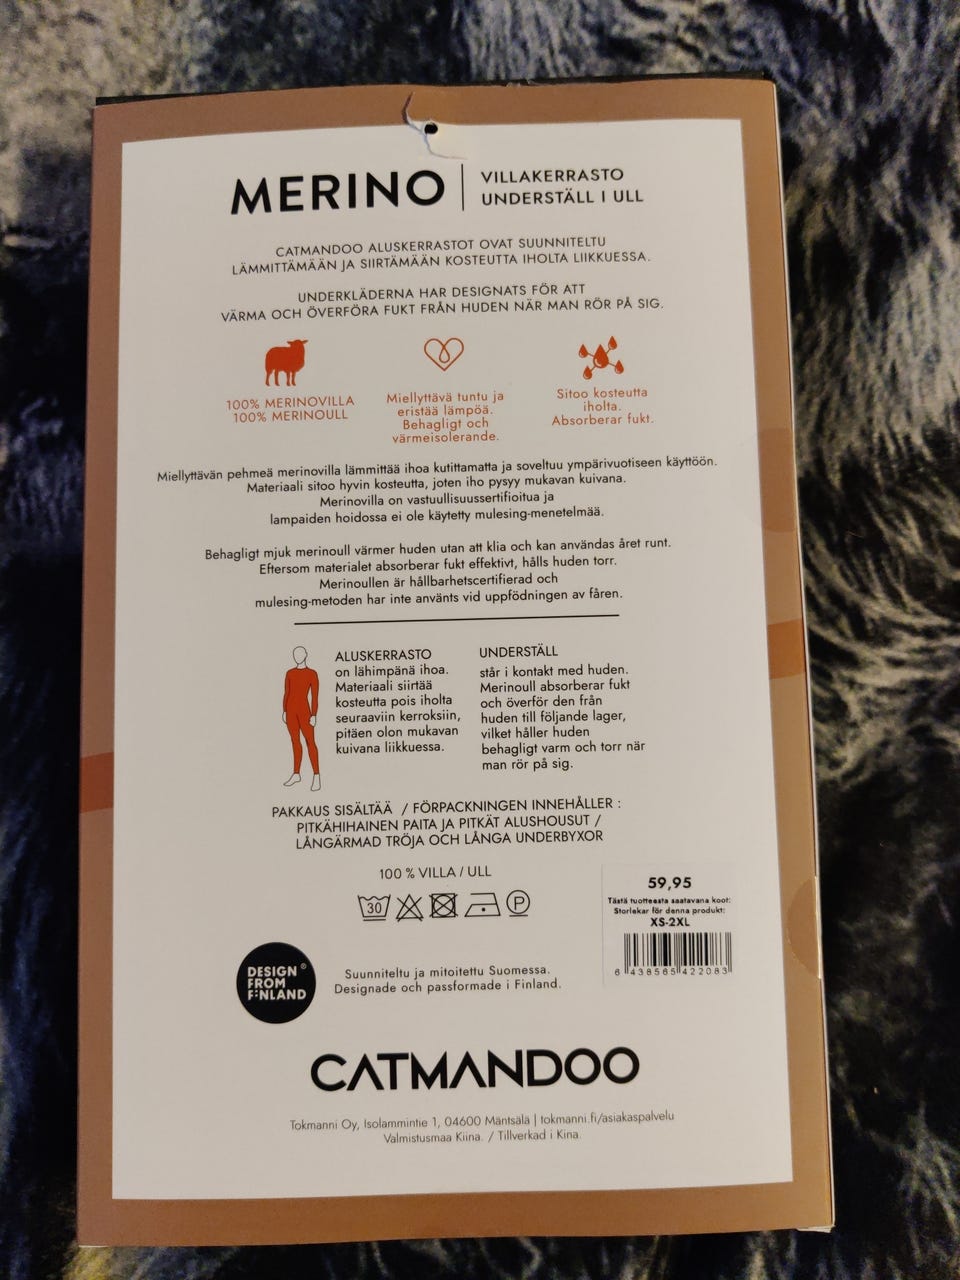 MERINO
VILLAKERRASTO
UNDERSTÄLL I ULL
CATMANDOO ALUSKERRASTOT OVAT SUUNNITELTU
LÄMMITTÄMÄÄN JA SIIRTÄMÄÄN KOSTEUTTA IHOLTA LIIKKUESSA.
UNDERKLÄDERNA HAR DESIGNATS FÖR ATT
VÄRMA OCH ÖVERFÖRA FUKT FRÅN HUDEN NÄR MAN RÖR PÅ SIG.
100% MERINOVILLA
100% MERINOULL
Miellyttävä tuntu ja
eristää lämpöä.
Behagligt och
värmeisolerande.
Sitoo kosteutta
iholta.
Absorberar fukt.
Miellyttävän pehmeä merinovilla lämmittää ihoa kutittamatta ja soveltuu ympärivuotiseen käyttöön.
Materiaali sitoo hyvin kosteutta, joten iho pysyy mukavan kuivana.
Merinovilla on vastuullisuussertifioitua ja
lampaiden hoidossa ei ole käytetty mulesing-menetelmää.
Behagligt mjuk merinoull värmer huden utan att klia och kan användas året runt.
Eftersom materialet absorberar fukt effektivt, hålls huden torr.
Merinoullen är hållbarhetscertifierad och
mulesing-metoden har inte använts vid uppfödningen av fåren.
ALUSKERRASTO
on lähimpänä ihoa.
Materiaali siirtää
kosteutta pois iholta
seuraaviin kerroksiin,
pitäen olon mukavan
kuivana liikkuessa.
UNDERSTÄLL
står i kontakt med huden.
Merinoull absorberar fukt
och överför den från
huden till följande lager,
vilket håller huden
behagligt varm och torr när
man rör på sig.
PAKKAUS SISÄLTÄÄ / FÖRPACKNINGEN INNEHÅLLER :
PITKÄHIHAINEN PAITA JA PITKÄT ALUSHOUSUT /
LÅNGÄRMAD TRÖJA OCH LÅNGA UNDERBYXOR
100 % VILLA / ULL
30 P
59,95
Tästä tuotteesta saatavana koot:
Storlekar för denna produkt:
XS-2XL
6 438565 422083
DESIGN ®
FROM
FINLAND
Suunniteltu ja mitoitettu Suomessa.
Designade och passformade i Finland.
CATMANDOO
Tokmanni Oy, Isolammintie 1, 04600 Mäntsälä | tokmanni.fi/asiakaspalvelu
Valmistusmaa Kiina. / Tillverkad i Kina.